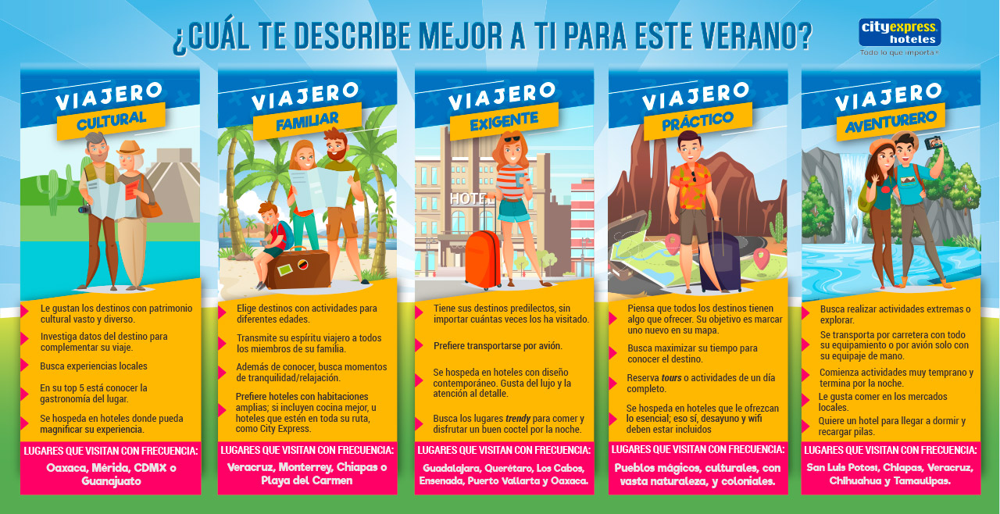 ¿CUÁL TE DESCRIBE MEJOR A TI PARA ESTE VERANO?
cityexpress.
hoteles
Todo lo que importa®
VIAJERO
CULTURAL
Le gustan los destinos con patrimonio
cultural vasto y diverso.
Investiga datos del destino para
complementar su viaje.
Busca experiencias locales
En su top 5 está conocer la
gastronomía del lugar.
Se hospeda en hoteles donde pueda
magnificar su experiencia.
LUGARES QUE VISITAN CON FRECUENCIA:
Oaxaca, Mérida, CDMX o
Guanajuato
VIAJERO
FAMILIAR
Elige destinos con actividades para
diferentes edades.
Transmite su espíritu viajero a todos
los miembros de su familia.
Además de conocer, busca momentos
de tranquilidad/relajación.
Prefiere hoteles con habitaciones
amplias; si incluyen cocina mejor, u
hoteles que estén en toda su ruta,
como City Express.
LUGARES QUE VISITAN CON FRECUENCIA:
Veracruz, Monterrey, Chiapas o
Playa del Carmen
VIAJERO
EXIGENTE
HOTEL
Tiene sus destinos predilectos, sin
importar cuántas veces los ha visitado.
Prefiere transportarse por avión.
Se hospeda en hoteles con diseño
contemporáneo. Gusta del lujo y la
atención al detalle.
Busca los lugares trendy para comer y
disfrutar un buen coctel por la noche.
LUGARES QUE VISITAN CON FRECUENCIA:
Guadalajara, Querétaro, Los Cabos,
Ensenada, Puerto Vallarta y Oaxaca.
VIAJERO
PRÁCTICO
Piensa que todos los destinos tienen
algo que ofrecer. Su objetivo es marcar
uno nuevo en su mapa.
Busca maximizar su tiempo para
conocer el destino.
Reserva tours o actividades de un día
completo.
Se hospeda en hoteles que le ofrezcan
lo esencial; eso sí, desayuno y wifi
deben estar incluidos
LUGARES QUE VISITAN CON FRECUENCIA:
Pueblos mágicos, culturales, con
vasta naturaleza, y coloniales.
VIAJERO
AVENTURERO
Busca realizar actividades extremas o
explorar.
Se transporta por carretera con todo
su equipamiento o por avión solo con
su equipaje de mano.
Comienza actividades muy temprano y
termina por la noche.
Le gusta comer en los mercados
locales.
Quiere un hotel para llegar a dormir y
recargar pilas.
LUGARES QUE VISITAN CON FRECUENCIA:
San Luis Potosí, Chiapas, Veracruz,
Chihuahua y Tamaulipas.